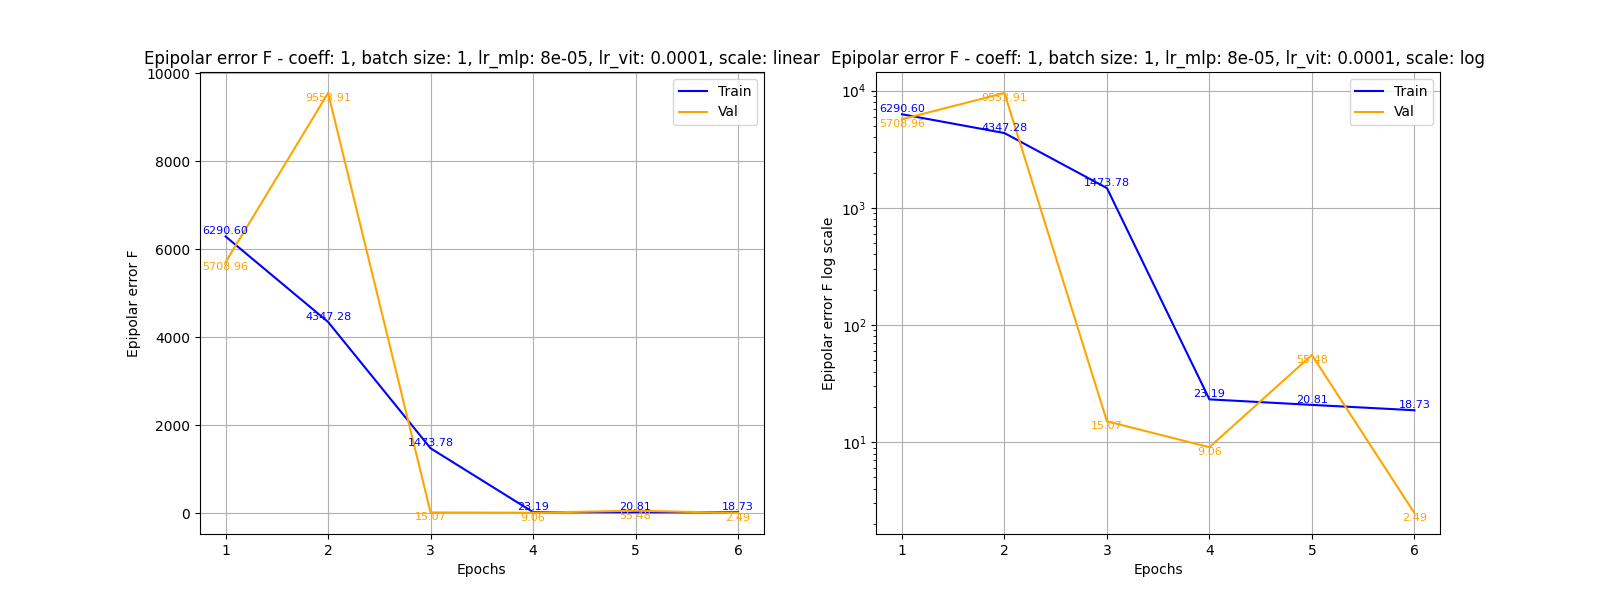 Epipolar error F - coeff: 1, batch size: 1, lr_mlp: 8e-05, lr_vit: 0.0001, scale: linear
10000
8000
6000
4000
2000
0
Epipolar error F
6290.60
4347.28
1473.78
23.19
20.81
18.73
5708.96
9553.91
15.07
9.06
55.48
2.49
Train
Val
1 2 3 4 5 6
Epochs
Epipolar error F - coeff: 1, batch size: 1, lr_mlp: 8e-05, lr_vit: 0.0001, scale: log
10⁴
10³
10²
10¹
Epipolar error F log scale
6290.60
4347.28
1473.78
23.19
20.81
18.73
5708.96
9553.91
15.07
9.06
55.48
2.49
Train
Val
1 2 3 4 5 6
Epochs